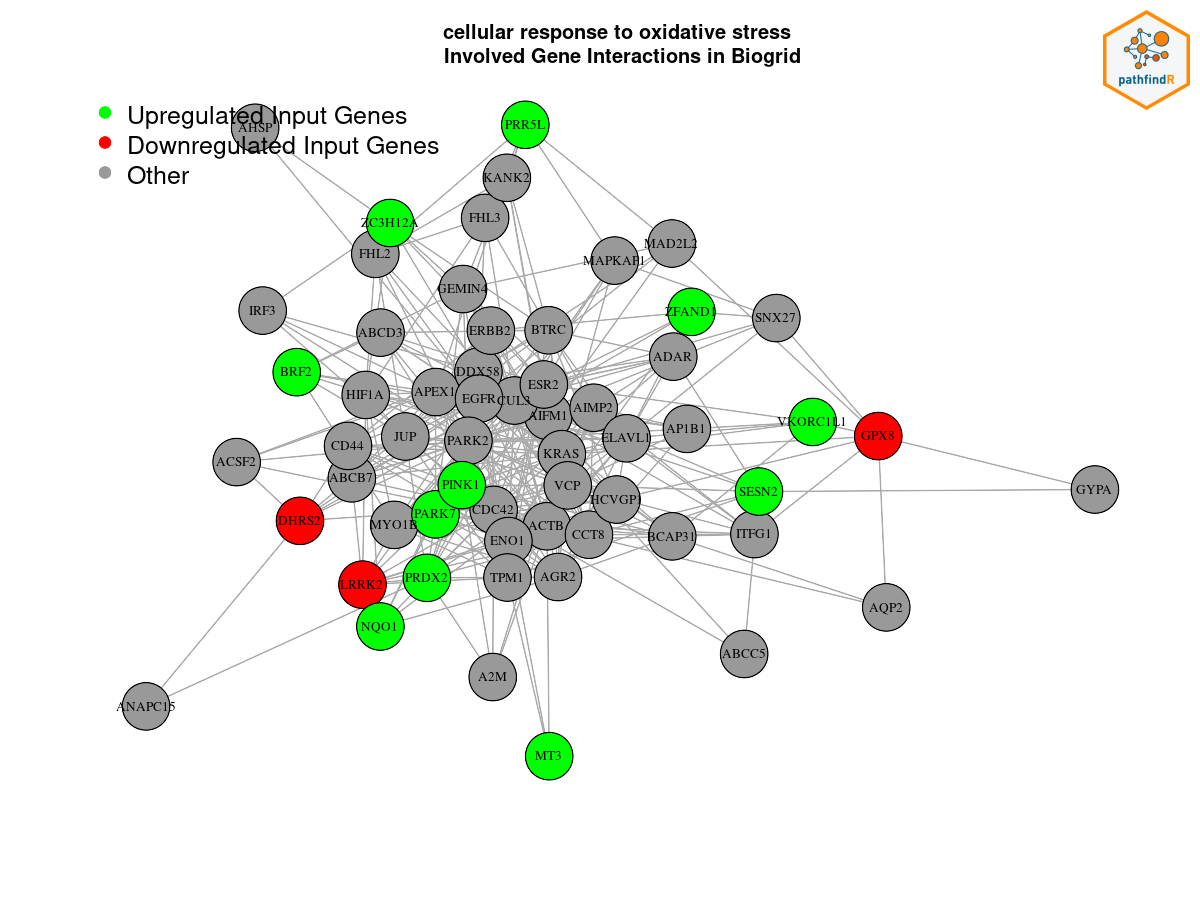 cellular response to oxidative stress
Involved Gene Interactions in Biogrid
pathfindR
Upregulated Input Genes
Downregulated Input Genes
Other
AHSP
PRR5L
KANK2
ZC3H12A
FHL3
FHL2
MAD2L2
MAPKAP1
GEMIN4
IRF3
ZFAND1
SNX27
ABCD3
ERBB2
BTRC
ADAR
BRF2
DDX58
HIF1A
APEX1
ESR2
EGFR
CUL3
AIFM1
AIMP2
VKORC1L1
AP1B1
GPX8
JUP
CD44
PARK2
ELAVL1
KRAS
ACSF2
ABCB7
PINK1
VCP
HCVGP1
SESN2
GYPA
DHRS2
MYO1B
PARK7
CDC42
ACTB
CCT8
BCAP31
ITFG1
ENO1
LRRK2
PRDX2
TPM1
AGR2
AQP2
NQO1
ABCC5
A2M
ANAPC15
MT3